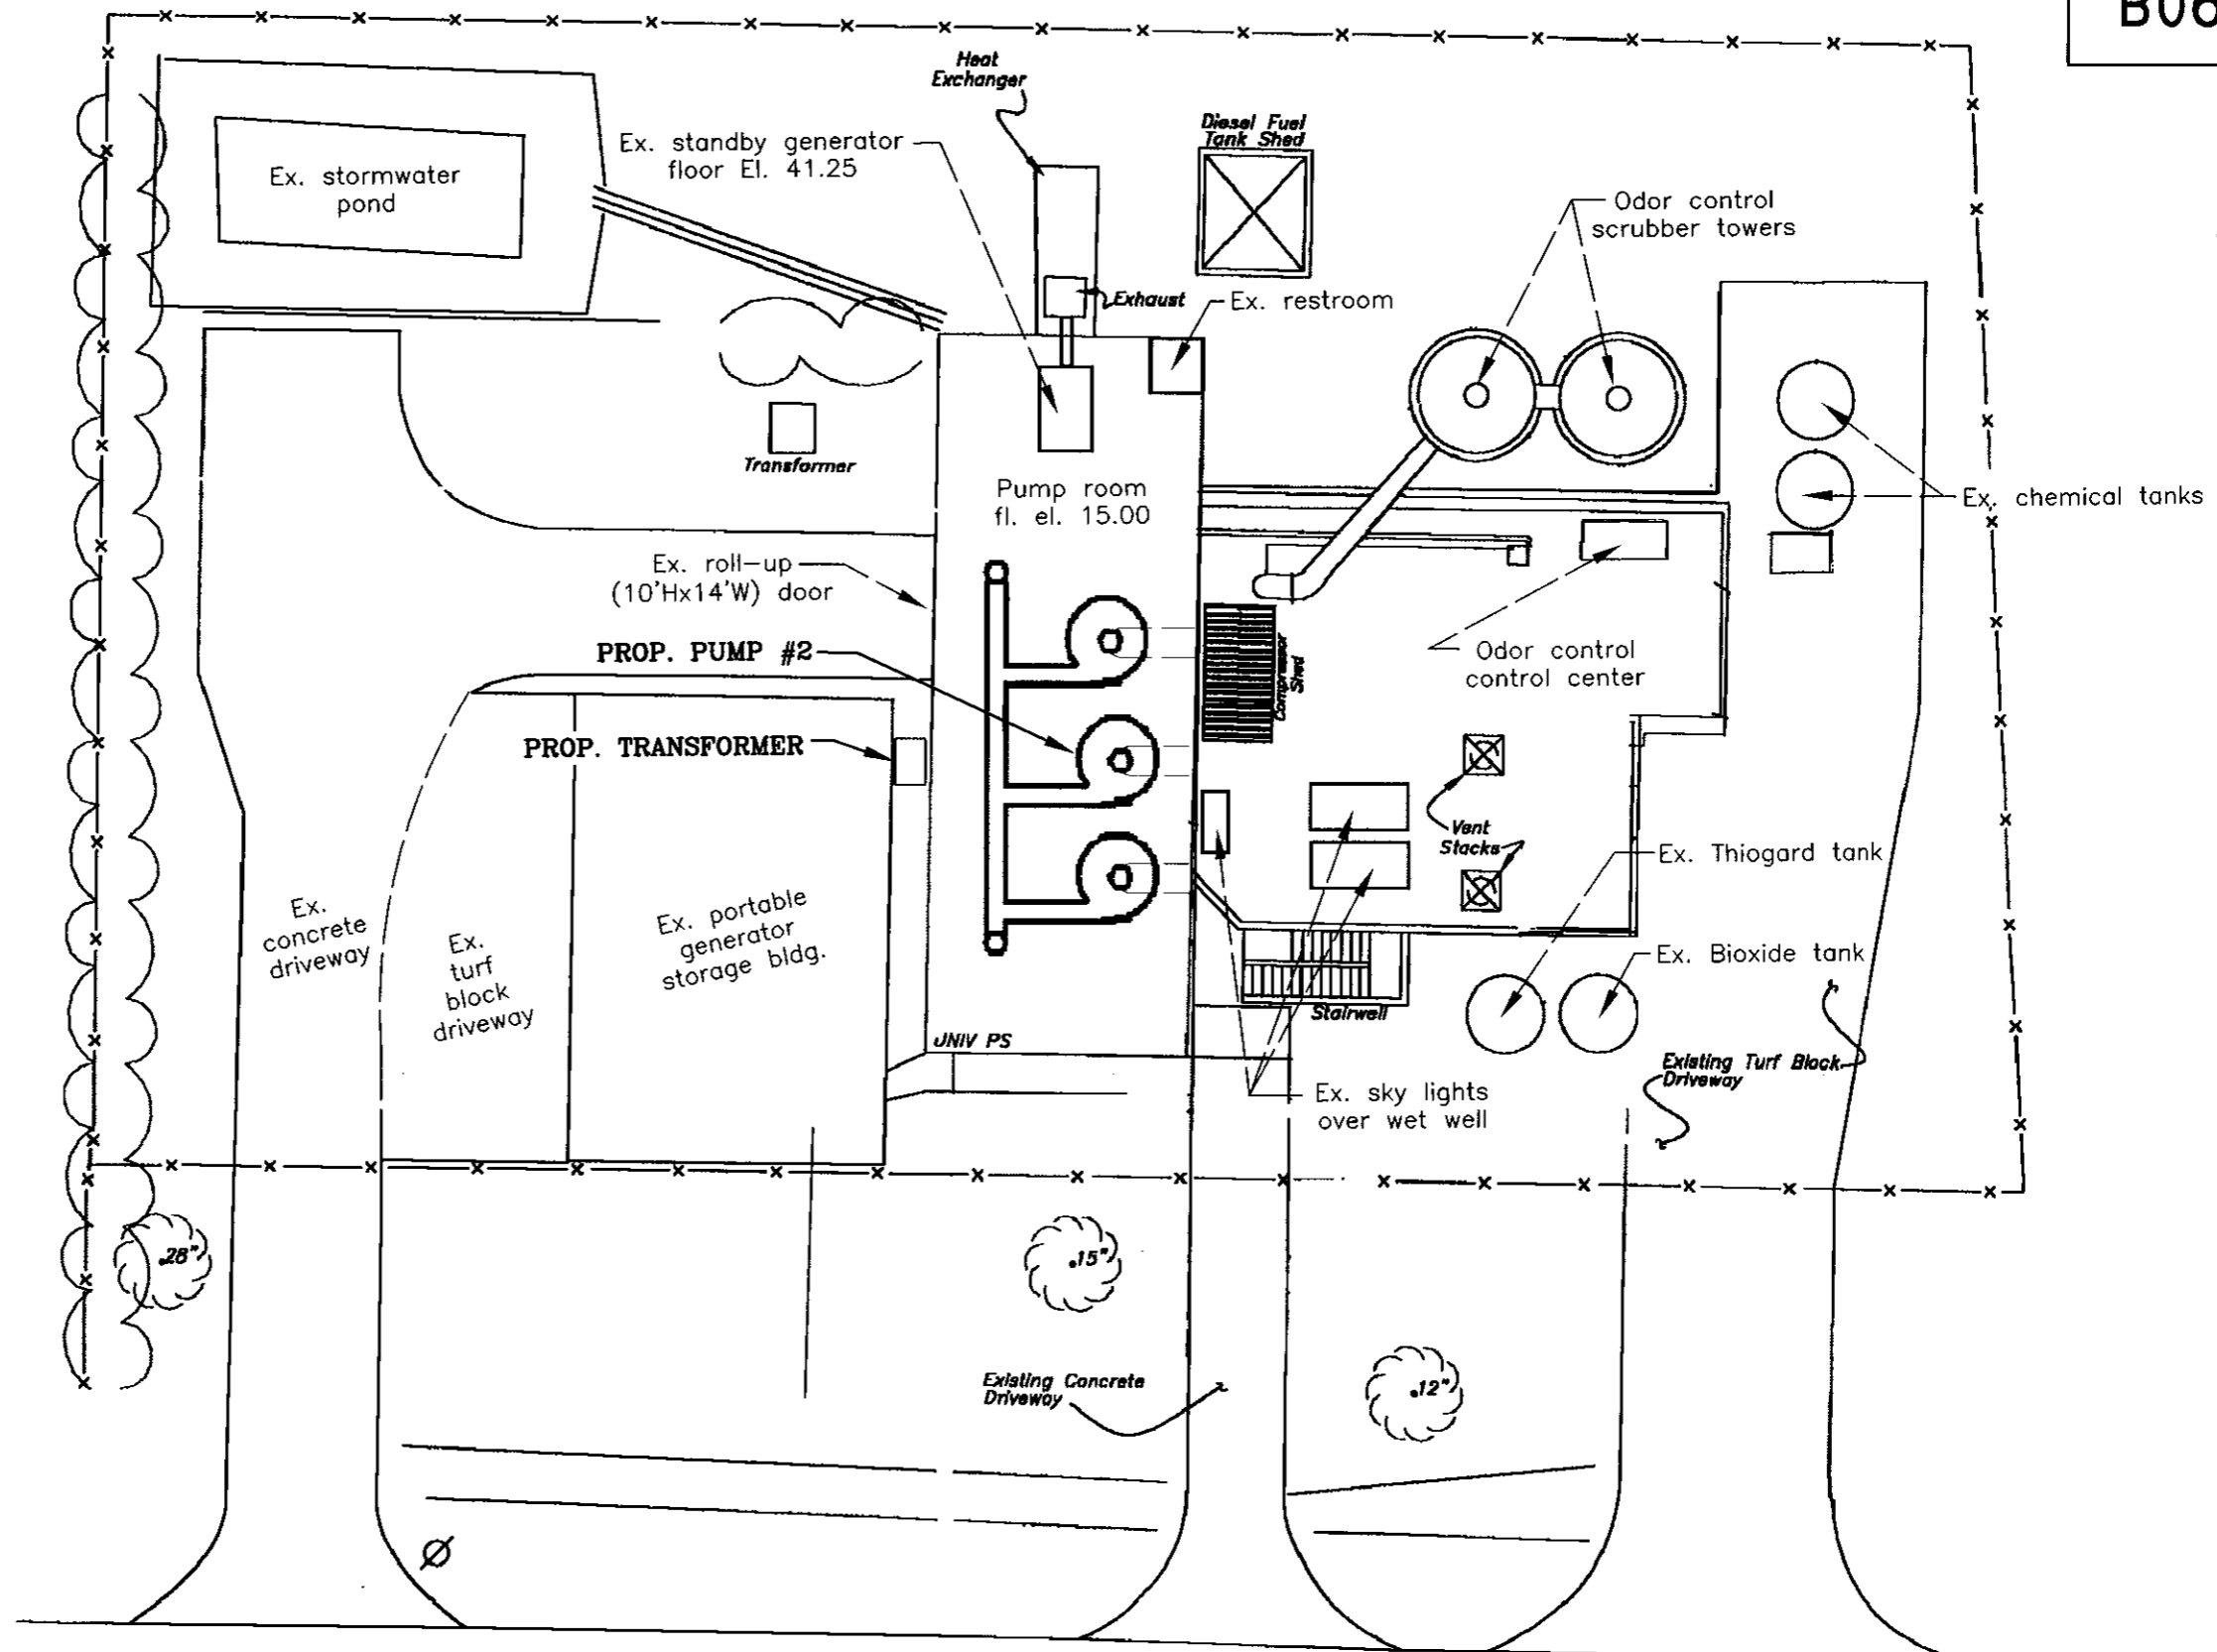 B06
Heat
Exchanger
Diesel Fuel
Tank Shed
Ex. standby generator
floor El. 41.25
Ex. stormwater
pond
Odor control
scrubber towers
Exhaust
Ex. restroom
Transformer
Pump room
fl. el. 15.00
Ex. chemical tanks
Ex. roll-up
(10'Hx14'W) door
PROP. PUMP #2
Compressor
Shed
Odor control
control center
PROP. TRANSFORMER
Vent
Stacks
Ex. Thiogard tank
Ex.
concrete
driveway
Ex.
turf
block
driveway
Ex. portable
generator
storage bldg.
Ex. Bioxide tank
Stairwell
UNIV PS
Existing Turf Block
Driveway
Ex. sky lights
over wet well
.28"
.15"
Existing Concrete
Driveway
.12"